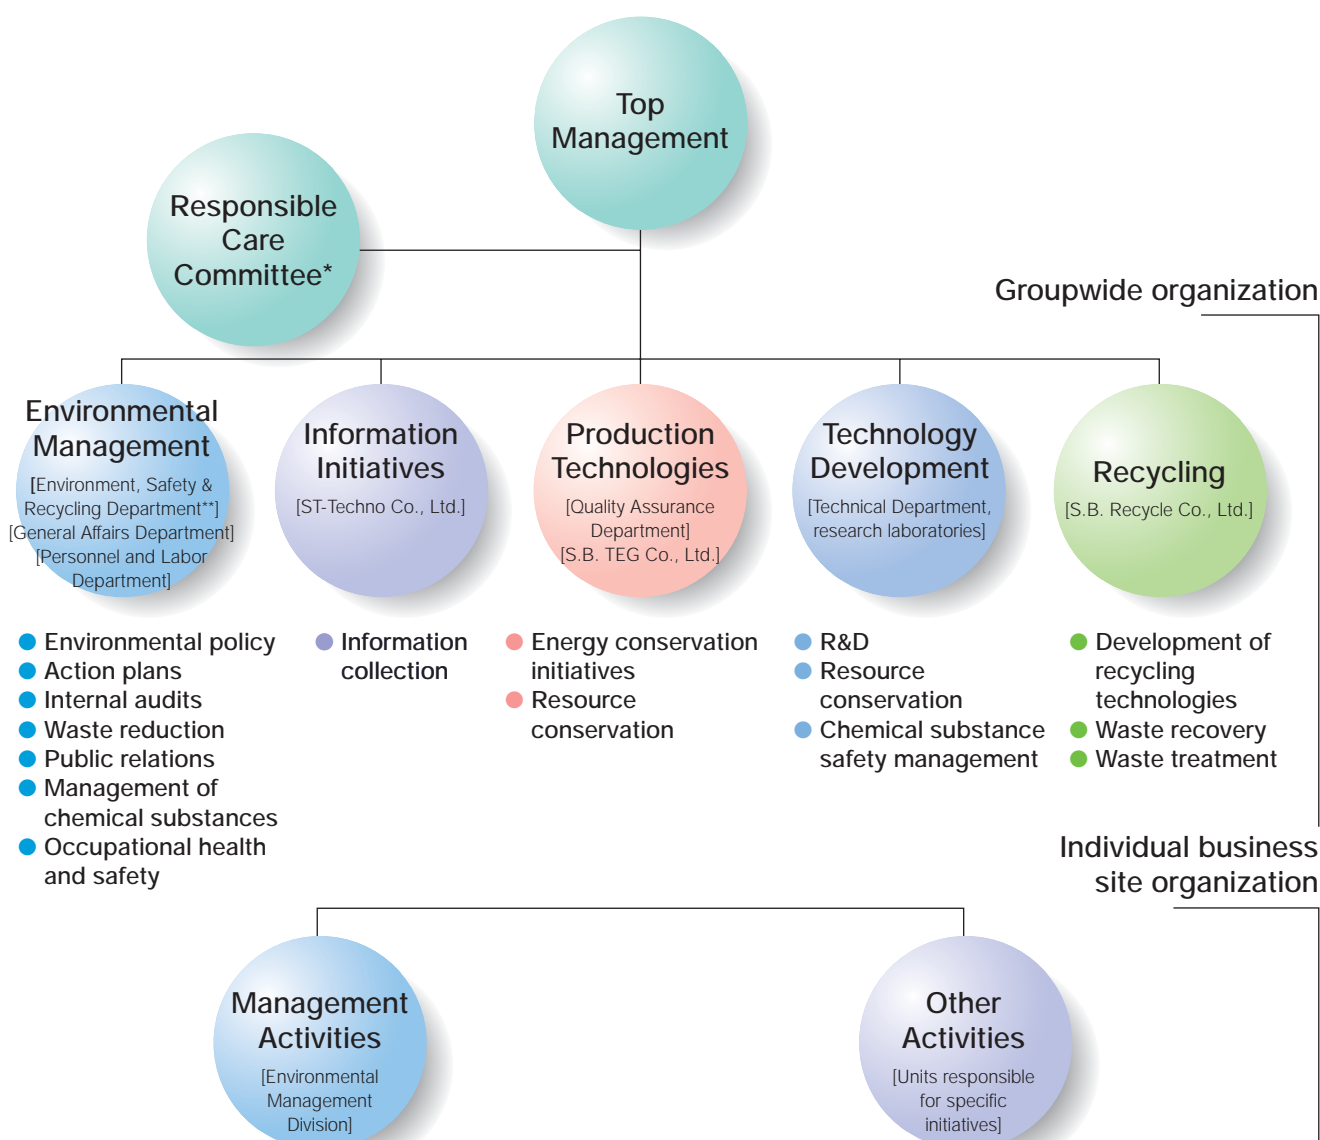 Top
Management
Responsible
Care
Committee*
Groupwide organization
Environmental
Management
[Environment, Safety &
Recycling Department**]
[General Affairs Department]
[Personnel and Labor
Department]
Information
Initiatives
[ST-Techno Co., Ltd.]
Production
Technologies
[Quality Assurance
Department]
[S.B. TEG Co., Ltd.]
Technology
Development
[Technical Department,
research laboratories]
Recycling
[S.B. Recycle Co., Ltd.]
● Environmental policy
● Action plans
● Internal audits
● Waste reduction
● Public relations
● Management of
chemical substances
● Occupational health
and safety
● Information
collection
● Energy conservation
initiatives
● Resource
conservation
● R&D
● Resource
conservation
● Chemical substance
safety management
● Development of
recycling
technologies
● Waste recovery
● Waste treatment
Individual business
site organization
Management
Activities
[Environmental
Management
Division]
Other
Activities
[Units responsible
for specific
initiatives]